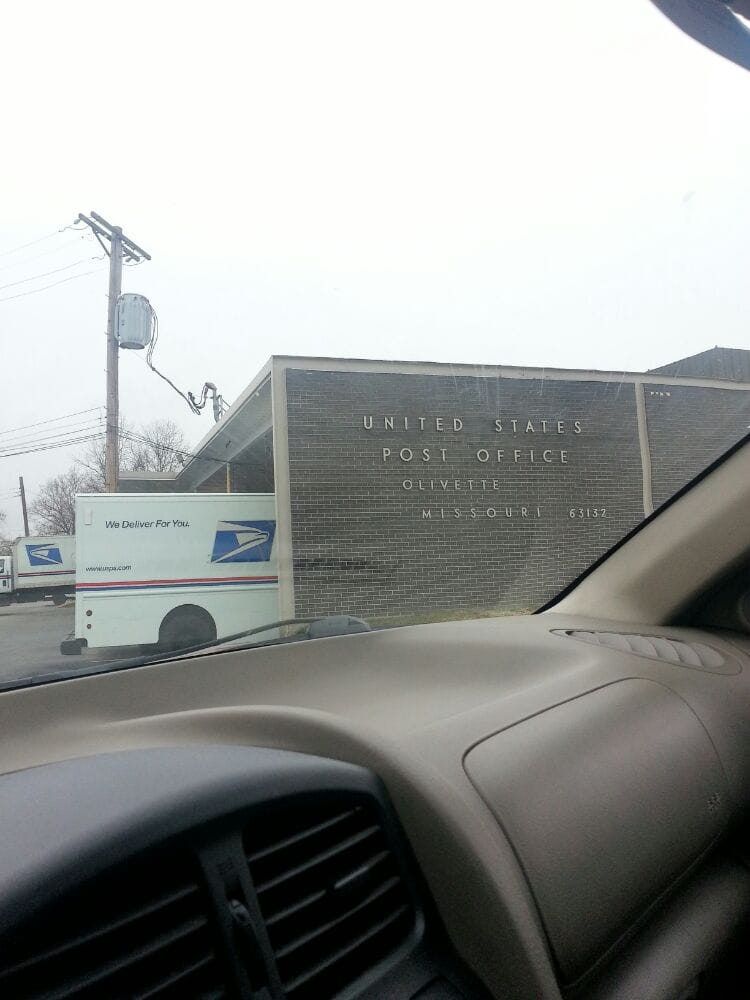 UNITED STATES
POST OFFICE
OLIVETTE
MISSOURI 63132
We Deliver For You.
www.usps.com